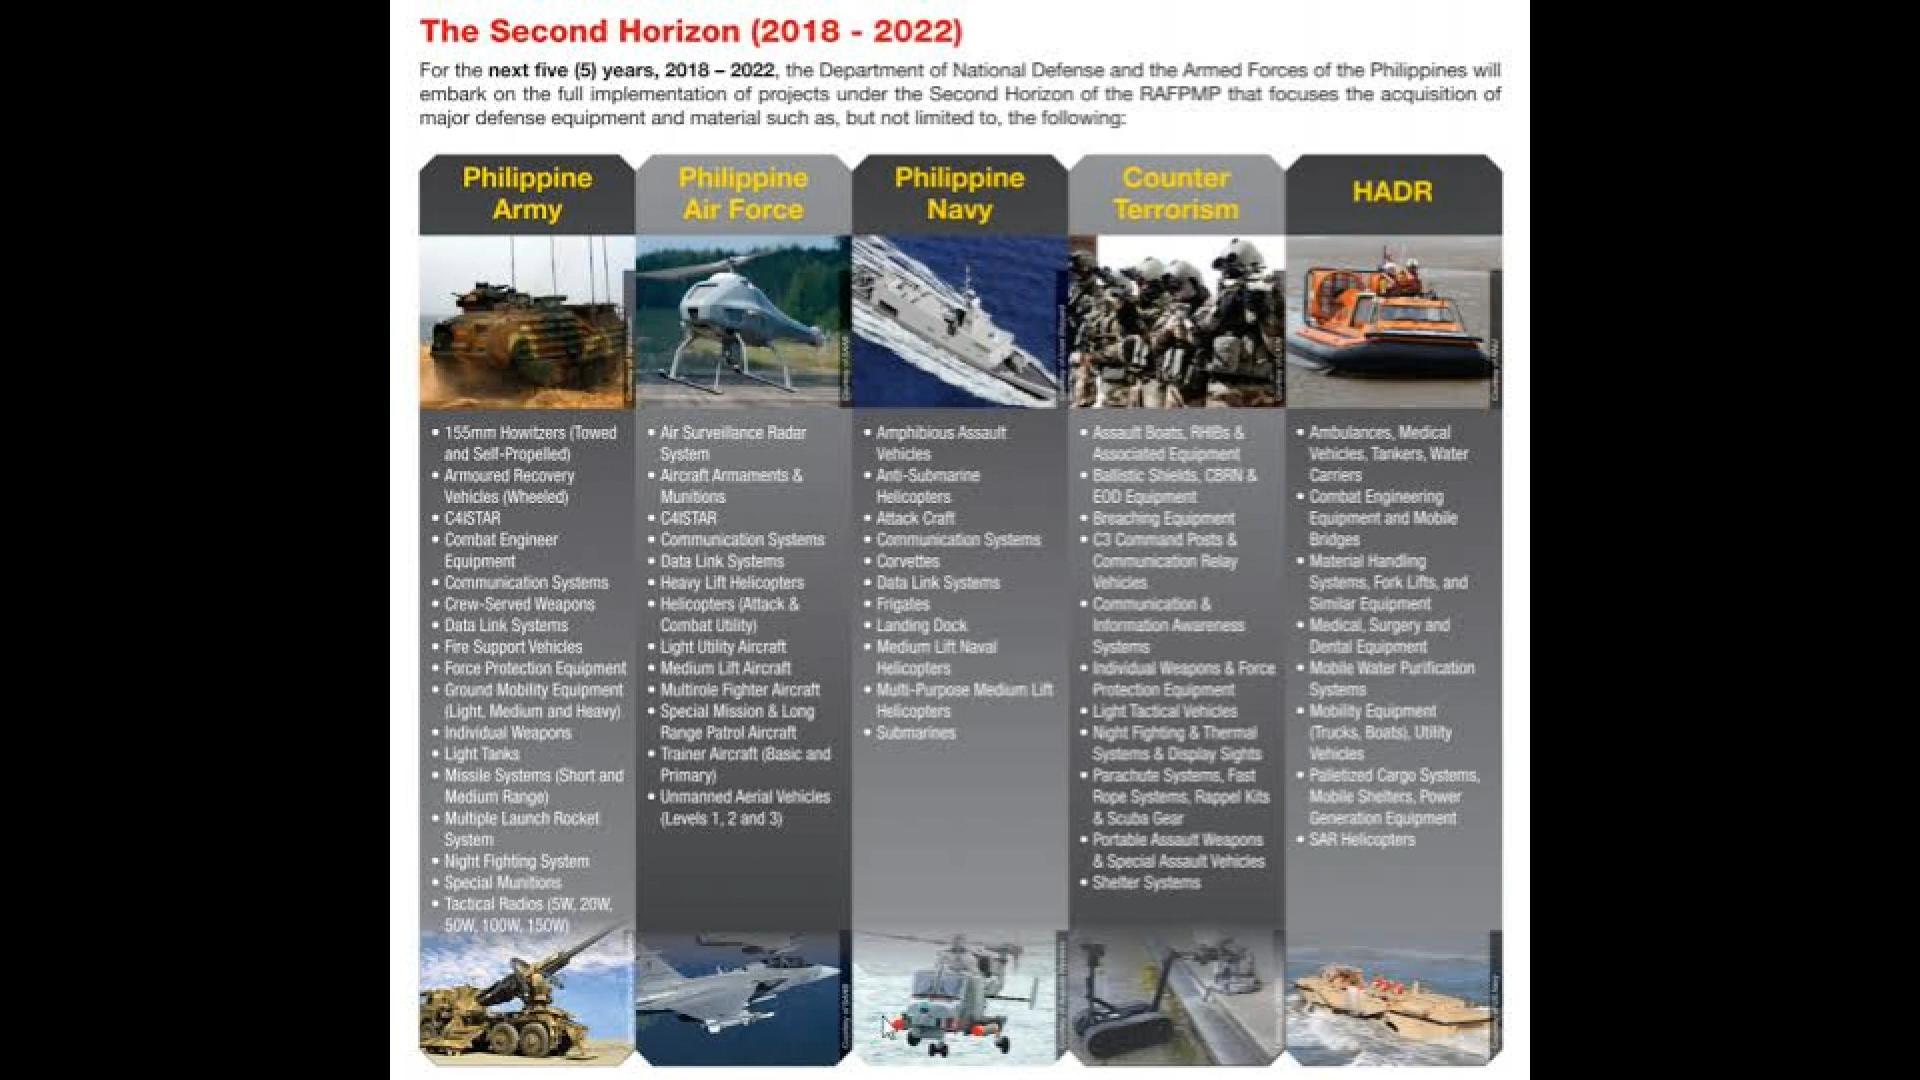 The Second Horizon (2018 - 2022)
For the next five (5) years, 2018 – 2022, the Department of National Defense and the Armed Forces of the Philippines will
embark on the full implementation of projects under the Second Horizon of the RAFPMP that focuses the acquisition of
major defense equipment and material such as, but not limited to, the following:
Philippine
Army
• 155mm Howitzers (Towed
and Self-Propelled)
• Armoured Recovery
Vehicles (Wheeled)
• C4ISTAR
• Combat Engineer
Equipment
• Communication Systems
• Crew-Served Weapons
• Data Link Systems
• Fire Support Vehicles
• Force Protection Equipment
• Ground Mobility Equipment
(Light, Medium and Heavy)
• Individual Weapons
• Light Tanks
• Missile Systems (Short and
Medium Range)
• Multiple Launch Rocket
System
• Night Fighting System
• Special Munitions
• Tactical Radios (5W, 20W,
50W, 100W, 150W)
Philippine
Air Force
• Air Surveillance Radar
System
• Aircraft Armaments &
Munitions
• C4ISTAR
• Communication Systems
• Data Link Systems
• Heavy Lift Helicopters
• Helicopters (Attack &
Combat Utility)
• Light Utility Aircraft
• Medium Lift Aircraft
• Multirole Fighter Aircraft
• Special Mission & Long
Range Patrol Aircraft
• Trainer Aircraft (Basic and
Primary)
• Unmanned Aerial Vehicles
(Levels 1, 2 and 3)
Philippine
Navy
• Amphibious Assault
Vehicles
• Anti-Submarine
Helicopters
• Attack Craft
• Communication Systems
• Corvettes
• Data Link Systems
• Frigates
• Landing Dock
• Medium Lift Naval
Helicopters
• Multi-Purpose Medium Lift
Helicopters
• Submarines
Counter
Terrorism
• Assault Boats, RHIBs &
Associated Equipment
• Ballistic Shields, CBRN &
EOD Equipment
• Breaching Equipment
• C3 Command Posts &
Communication Relay
Vehicles
• Communication &
Information Awareness
Systems
• Individual Weapons & Force
Protection Equipment
• Light Tactical Vehicles
• Night Fighting & Thermal
Systems & Display Sights
• Parachute Systems, Fast
Rope Systems, Rappel Kits
& Scuba Gear
• Portable Assault Weapons
& Special Assault Vehicles
• Shelter Systems
HADR
• Ambulances, Medical
Vehicles, Tankers, Water
Carriers
• Combat Engineering
Equipment and Mobile
Bridges
• Material Handling
Systems, Fork Lifts, and
Similar Equipment
• Medical, Surgery and
Dental Equipment
• Mobile Water Purification
Systems
• Mobility Equipment
(Trucks, Boats), Utility
Vehicles
• Palletized Cargo Systems,
Mobile Shelters, Power
Generation Equipment
• SAR Helicopters